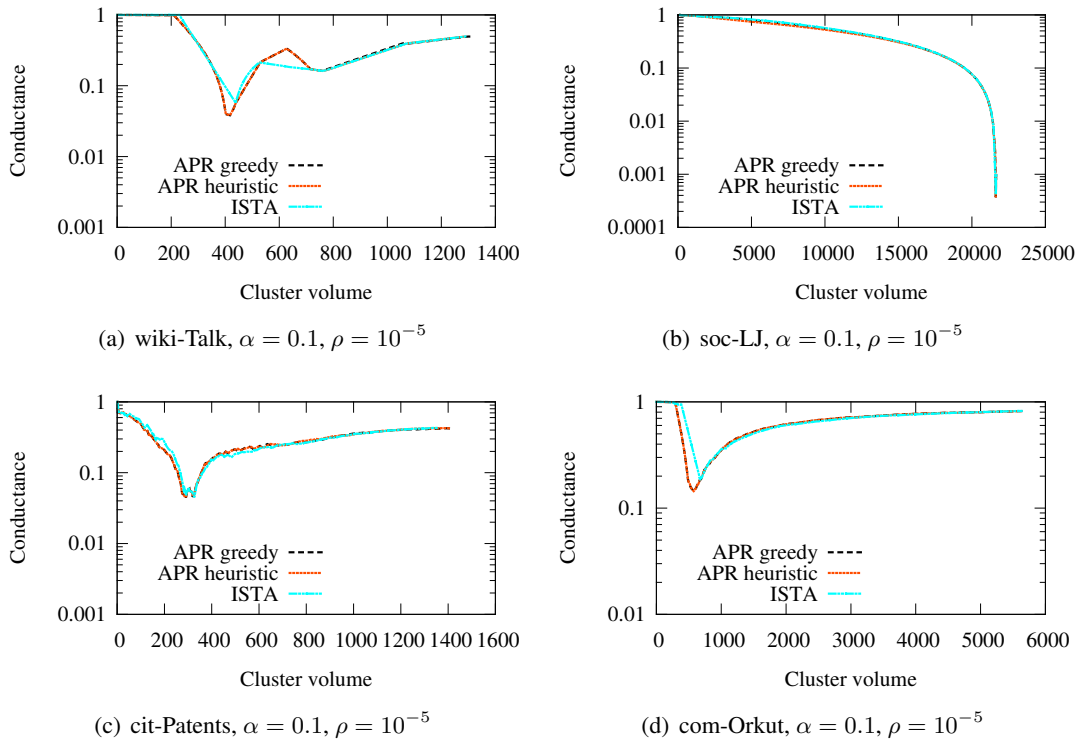 1
0.1
0.01
0.001
Conductance
APR greedy
APR heuristic
ISTA
0 200 400 600 800 1000 1200 1400
Cluster volume
(a) wiki-Talk, α = 0.1, ρ = 10⁻⁵
1
0.1
0.01
0.001
0.0001
Conductance
APR greedy
APR heuristic
ISTA
0 5000 10000 15000 20000 25000
Cluster volume
(b) soc-LJ, α = 0.1, ρ = 10⁻⁵
1
0.1
0.01
0.001
Conductance
APR greedy
APR heuristic
ISTA
0 200 400 600 800 1000 1200 1400 1600
Cluster volume
(c) cit-Patents, α = 0.1, ρ = 10⁻⁵
1
0.1
0.01
Conductance
APR greedy
APR heuristic
ISTA
0 1000 2000 3000 4000 5000 6000
Cluster volume
(d) com-Orkut, α = 0.1, ρ = 10⁻⁵